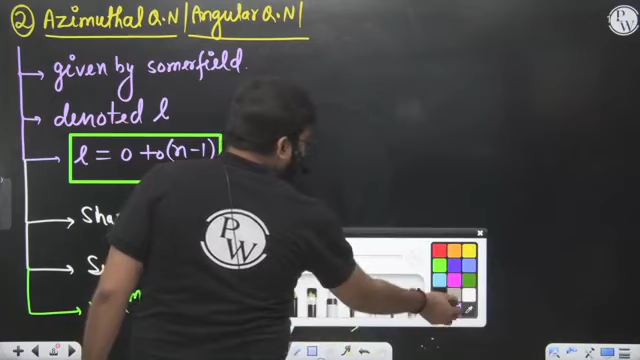 ② Azimuthal Q.N|Angular Q.N|
given by somerfield.
denoted l
l = 0 to (n-1)
PW